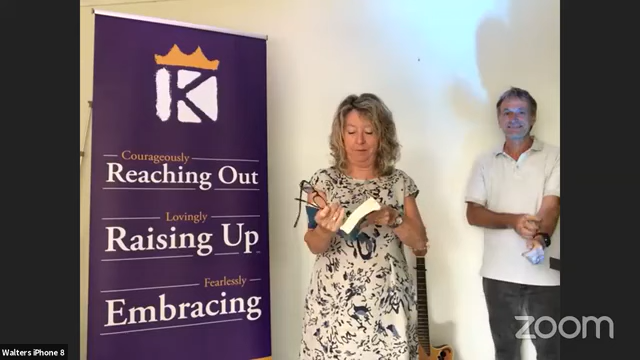 K
Courageously
Reaching Out
Lovingly
Raising Up
Fearlessly
Embracing
Walters iPhone 8
zoom